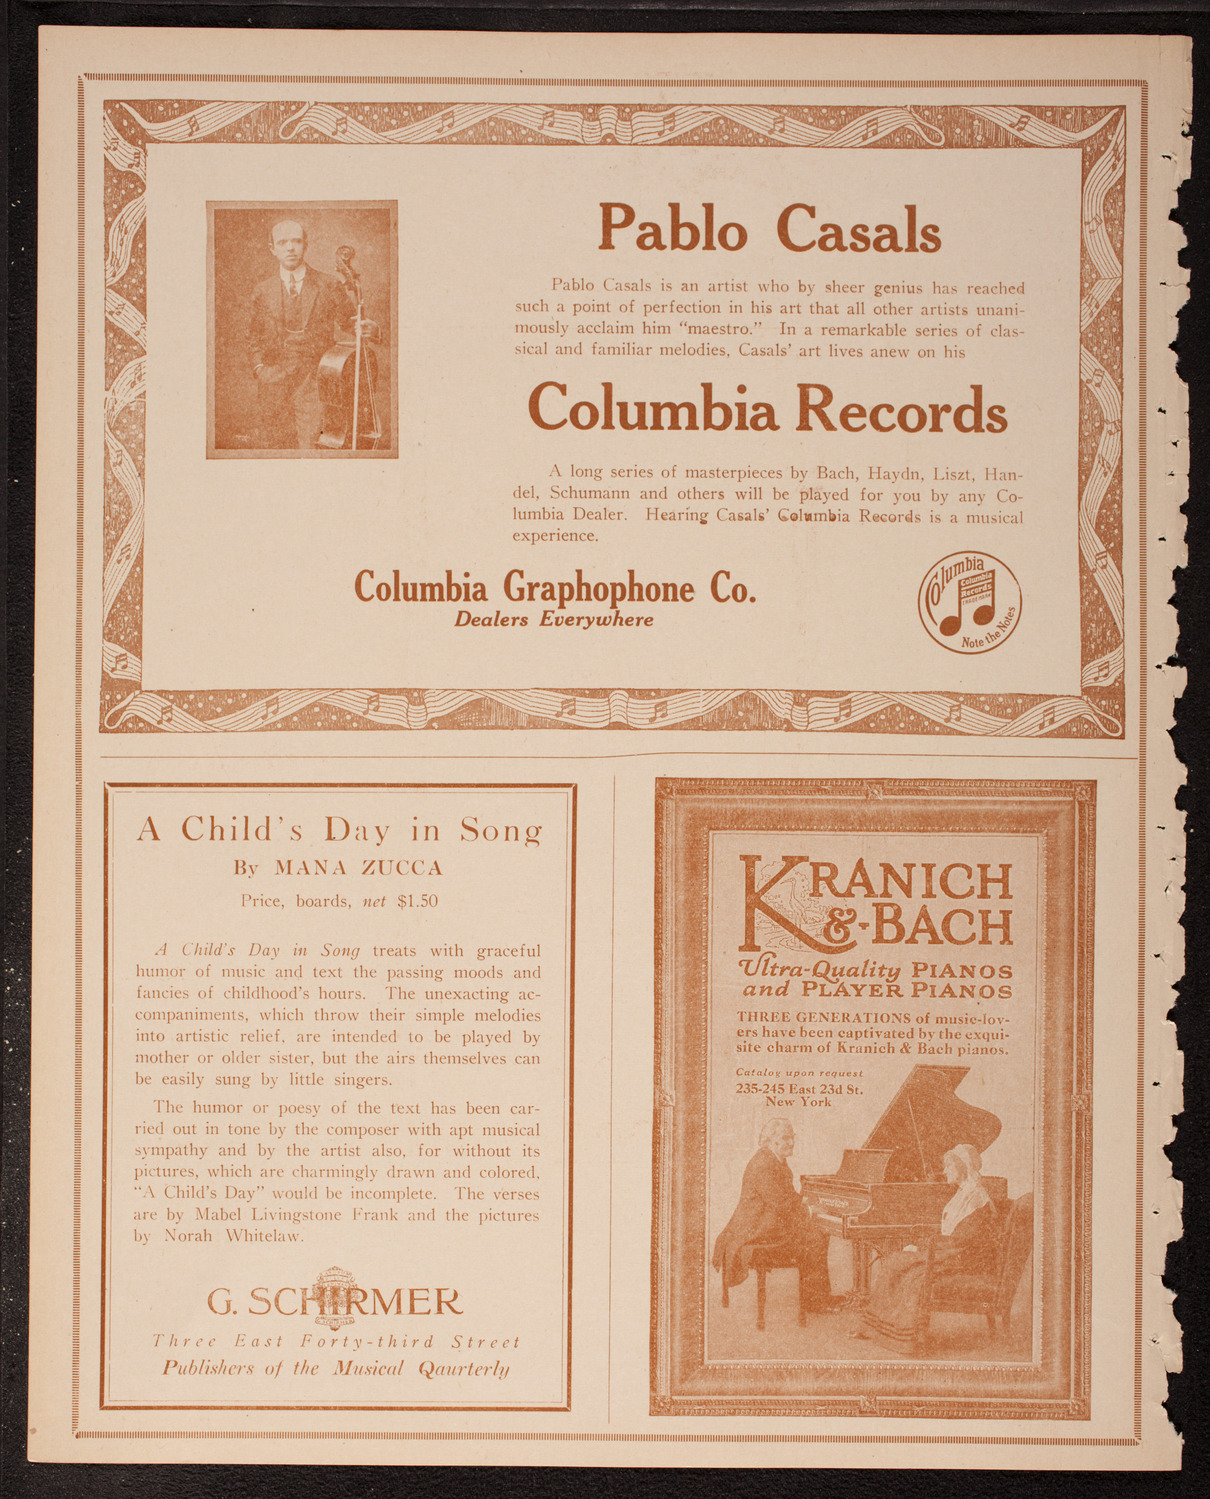 Pablo Casals
Pablo Casals is an artist who by sheer genius has reached
such a point of perfection in his art that all other artists unani-
mously acclaim him “maestro.” In a remarkable series of clas-
sical and familiar melodies, Casals’ art lives anew on his
Columbia Records
A long series of masterpieces by Bach, Haydn, Liszt, Han-
del, Schumann and others will be played for you by any Co-
lumbia Dealer. Hearing Casals’ Columbia Records is a musical
experience.
Columbia Graphophone Co.
Dealers Everywhere
Columbia
Columbia
Records
TRADE MARK
Note the Notes
A Child’s Day in Song
By MANA ZUCCA
Price, boards, net $1.50
A Child’s Day in Song treats with graceful
humor of music and text the passing moods and
fancies of childhood’s hours. The unexacting ac-
companiments, which throw their simple melodies
into artistic relief, are intended to be played by
mother or older sister, but the airs themselves can
be easily sung by little singers.
The humor or poesy of the text has been car-
ried out in tone by the composer with apt musical
sympathy and by the artist also, for without its
pictures, which are charmingly drawn and colored,
“A Child’s Day” would be incomplete. The verses
are by Mabel Livingstone Frank and the pictures
by Norah Whitelaw.
G. SCHIRMER
Three East Forty-third Street
Publishers of the Musical Qaurterly
KRANICH
&-BACH
Ultra-Quality PIANOS
and PLAYER PIANOS
THREE GENERATIONS of music-lov-
ers have been captivated by the exqui-
site charm of Kranich & Bach pianos.
Catalog upon request
235-245 East 23d St.
New York